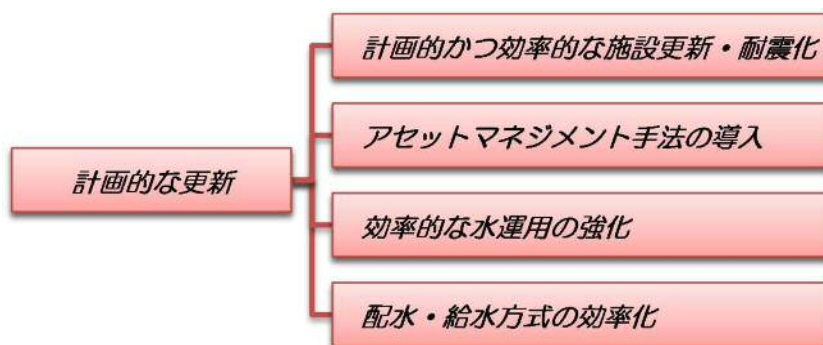 計画的かつ効率的な施設更新・耐震化
アセットマネジメント手法の導入
計画的な更新
効率的な水運用の強化
配水・給水方式の効率化